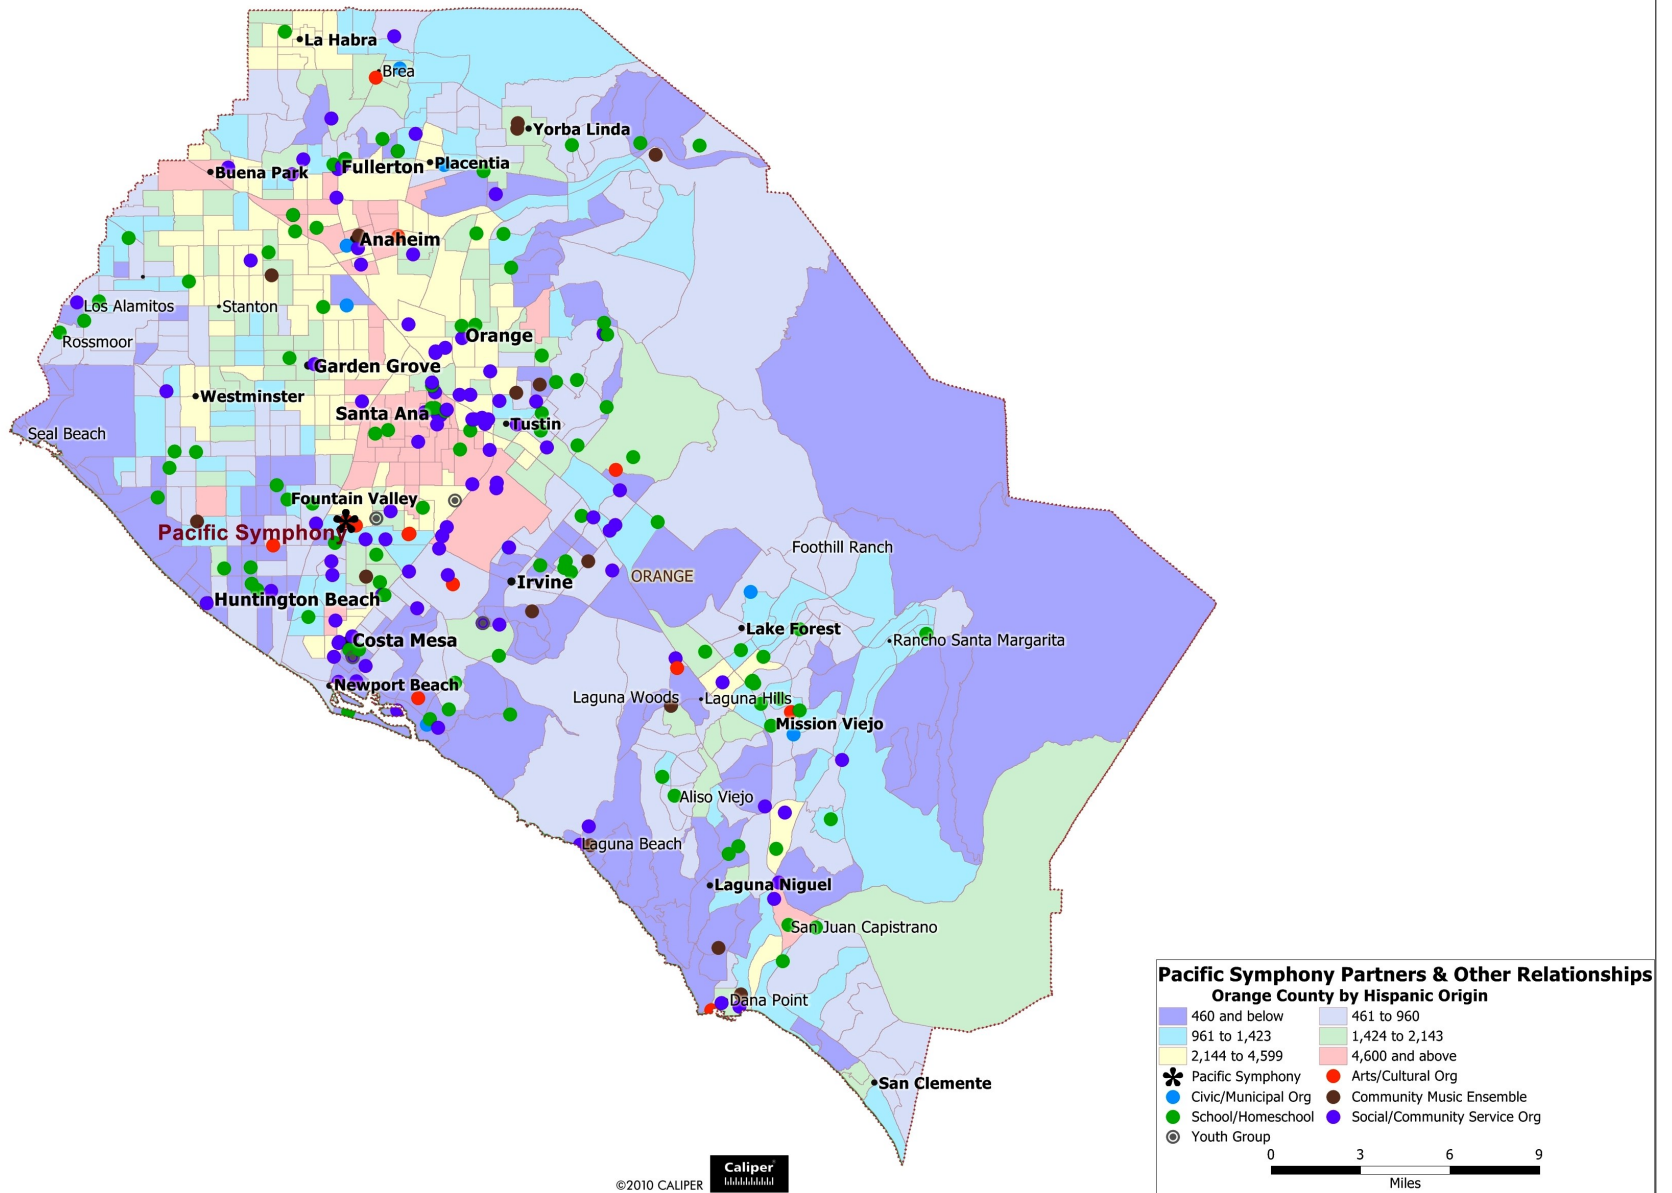 La Habra
Brea
Yorba Linda
Placentia
Fullerton
Buena Park
Anaheim
Los Alamitos
Stanton
Rossmoor
Orange
Garden Grove
Westminster
Santa Ana
Tustin
Seal Beach
Fountain Valley
Pacific Symphony
Foothill Ranch
ORANGE
Irvine
Huntington Beach
Lake Forest
Rancho Santa Margarita
Costa Mesa
Newport Beach
Laguna Woods
Laguna Hills
Mission Viejo
Aliso Viejo
Laguna Beach
Laguna Niguel
San Juan Capistrano
Dana Point
San Clemente
Pacific Symphony Partners & Other Relationships
Orange County by Hispanic Origin
460 and below 461 to 960
961 to 1,423 1,424 to 2,143
2,144 to 4,599 4,600 and above
Pacific Symphony Arts/Cultural Org
Civic/Municipal Org Community Music Ensemble
School/Homeschool Social/Community Service Org
Youth Group
0 3 6 9
Miles
©2010 CALIPER
Caliper